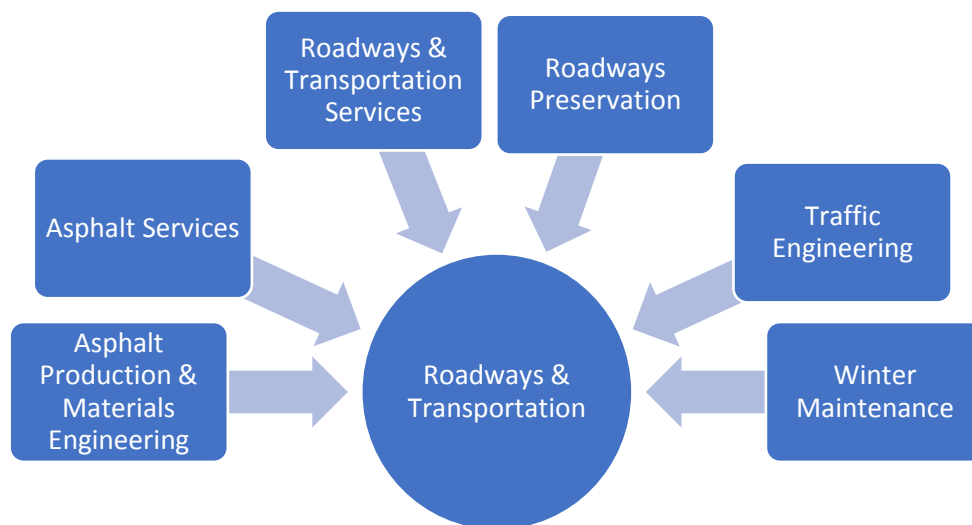 Roadways &
Transportation
Services
Roadways
Preservation
Asphalt Services
Traffic
Engineering
Asphalt
Production &
Materials
Engineering
Roadways &
Transportation
Winter
Maintenance